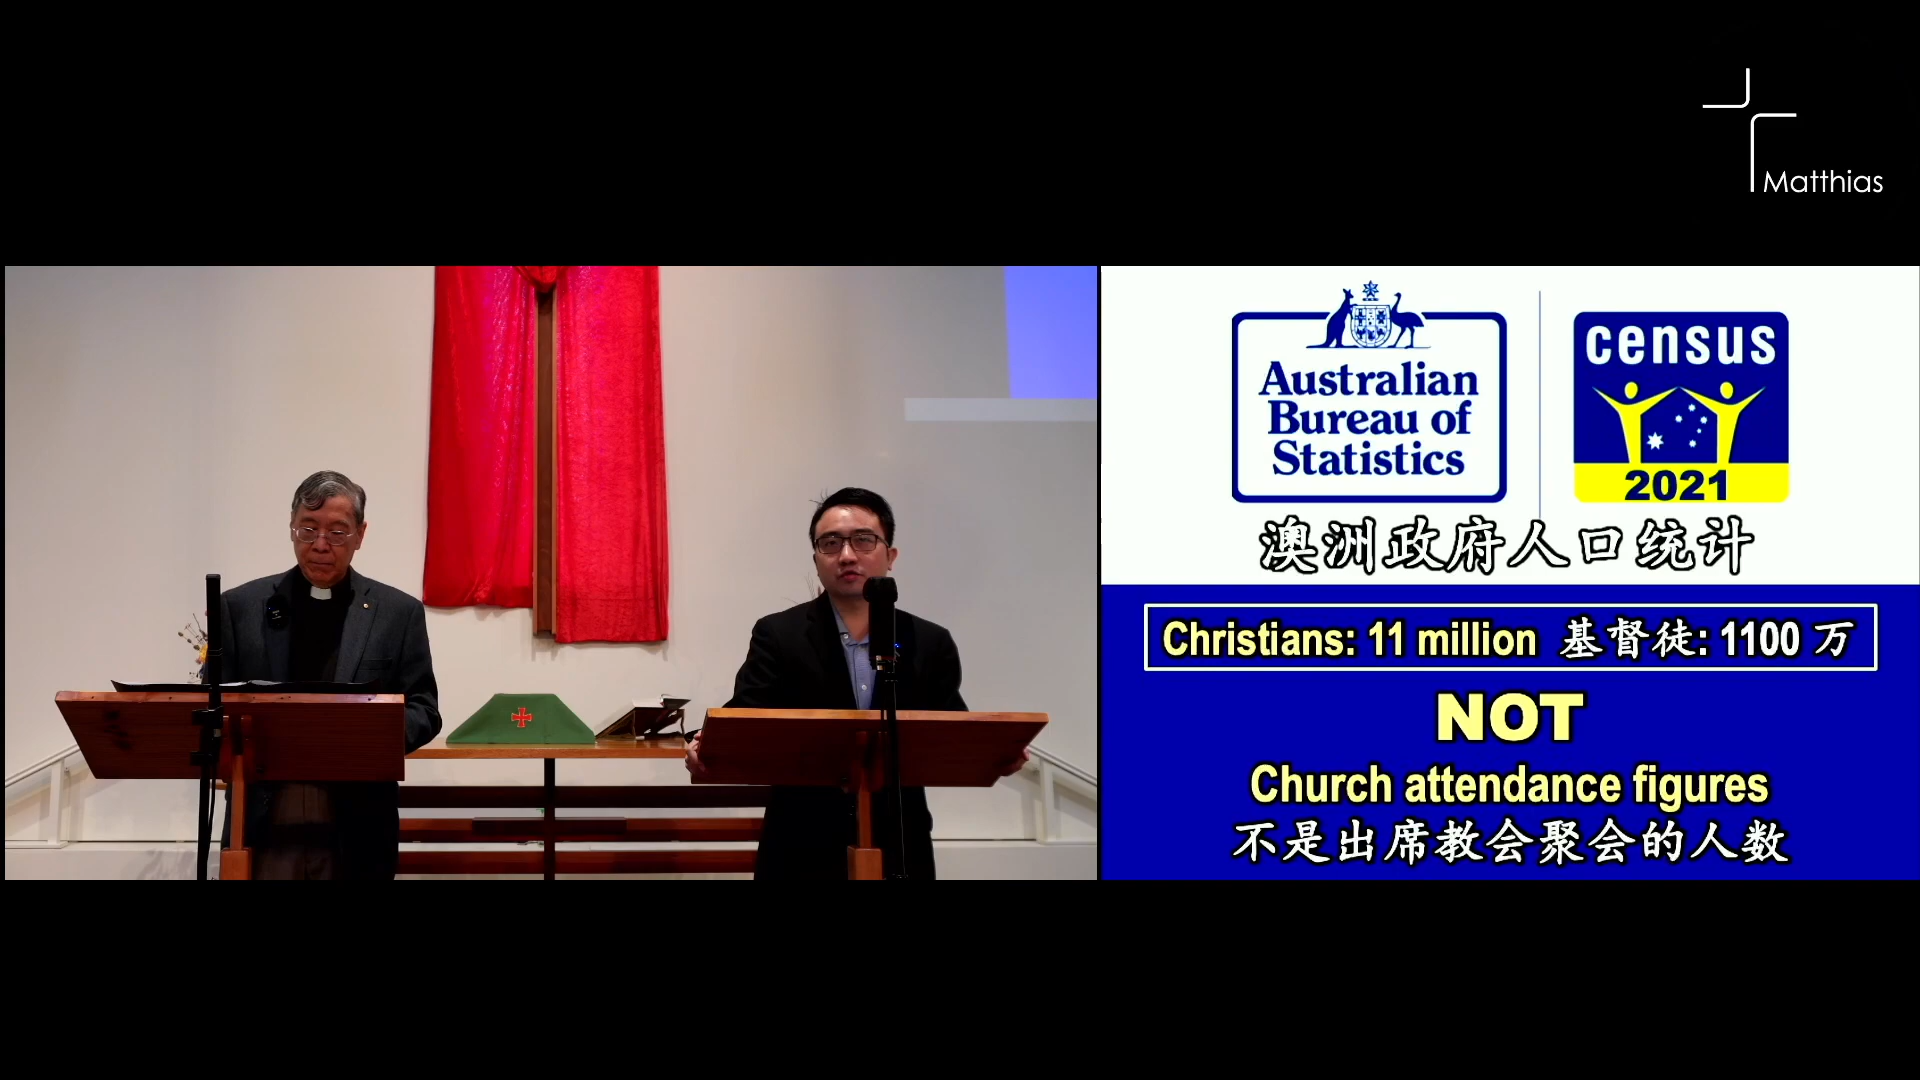 Matthias
Australian
Bureau of
Statistics
census
2021
澳洲政府人口统计
Christians: 11 million 基督徒: 1100 万
NOT
Church attendance figures
不是出席教会聚会的人数